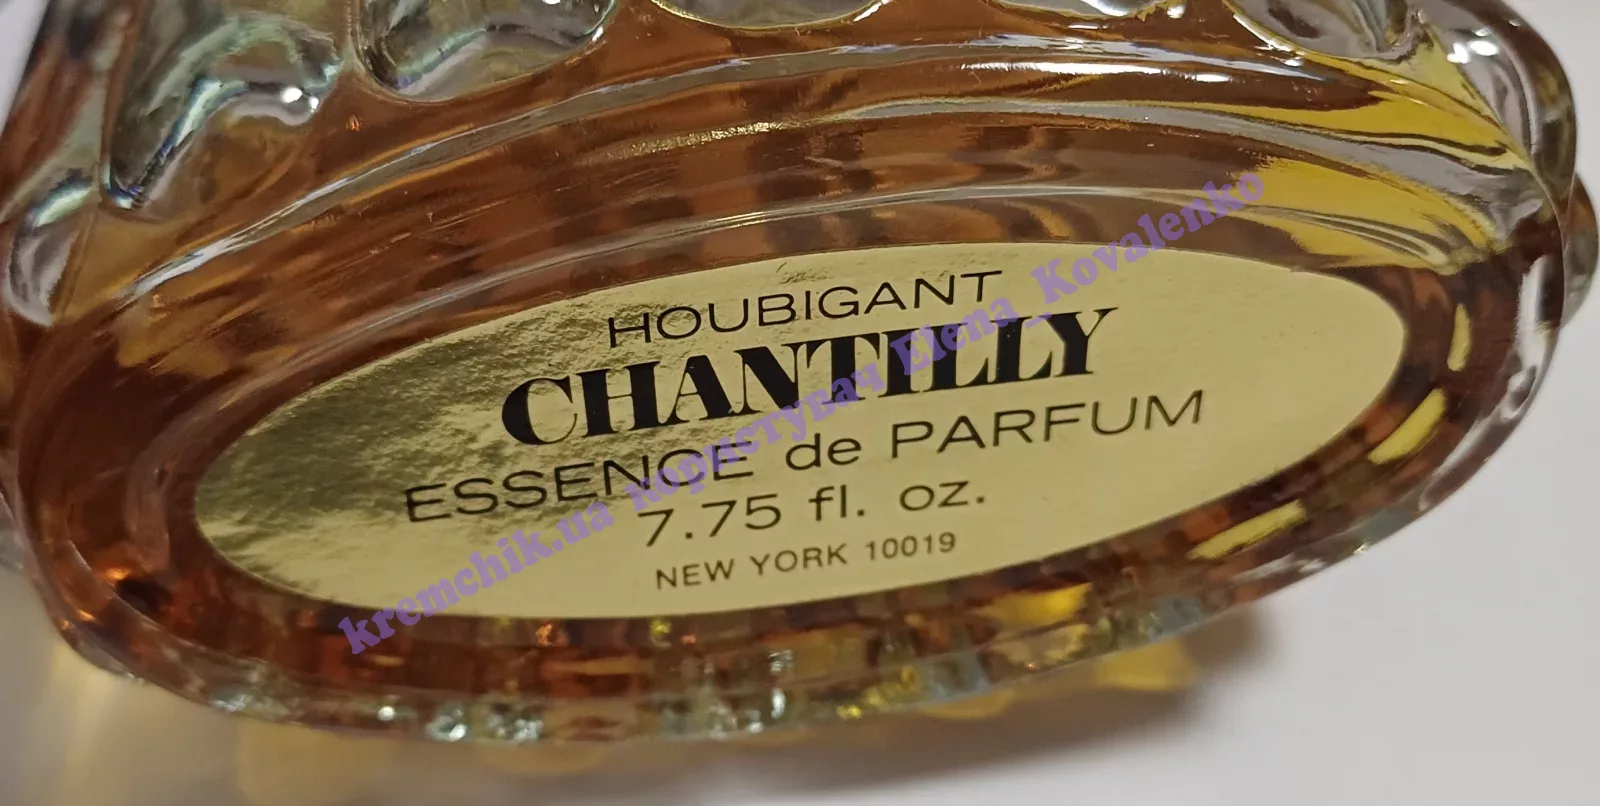 HOUBIGANT
CHANTILLY
ESSENCE de PARFUM
7.75 fl. oz.
NEW YORK 10019
kremchik.ua користувач Elena_Kovalenko